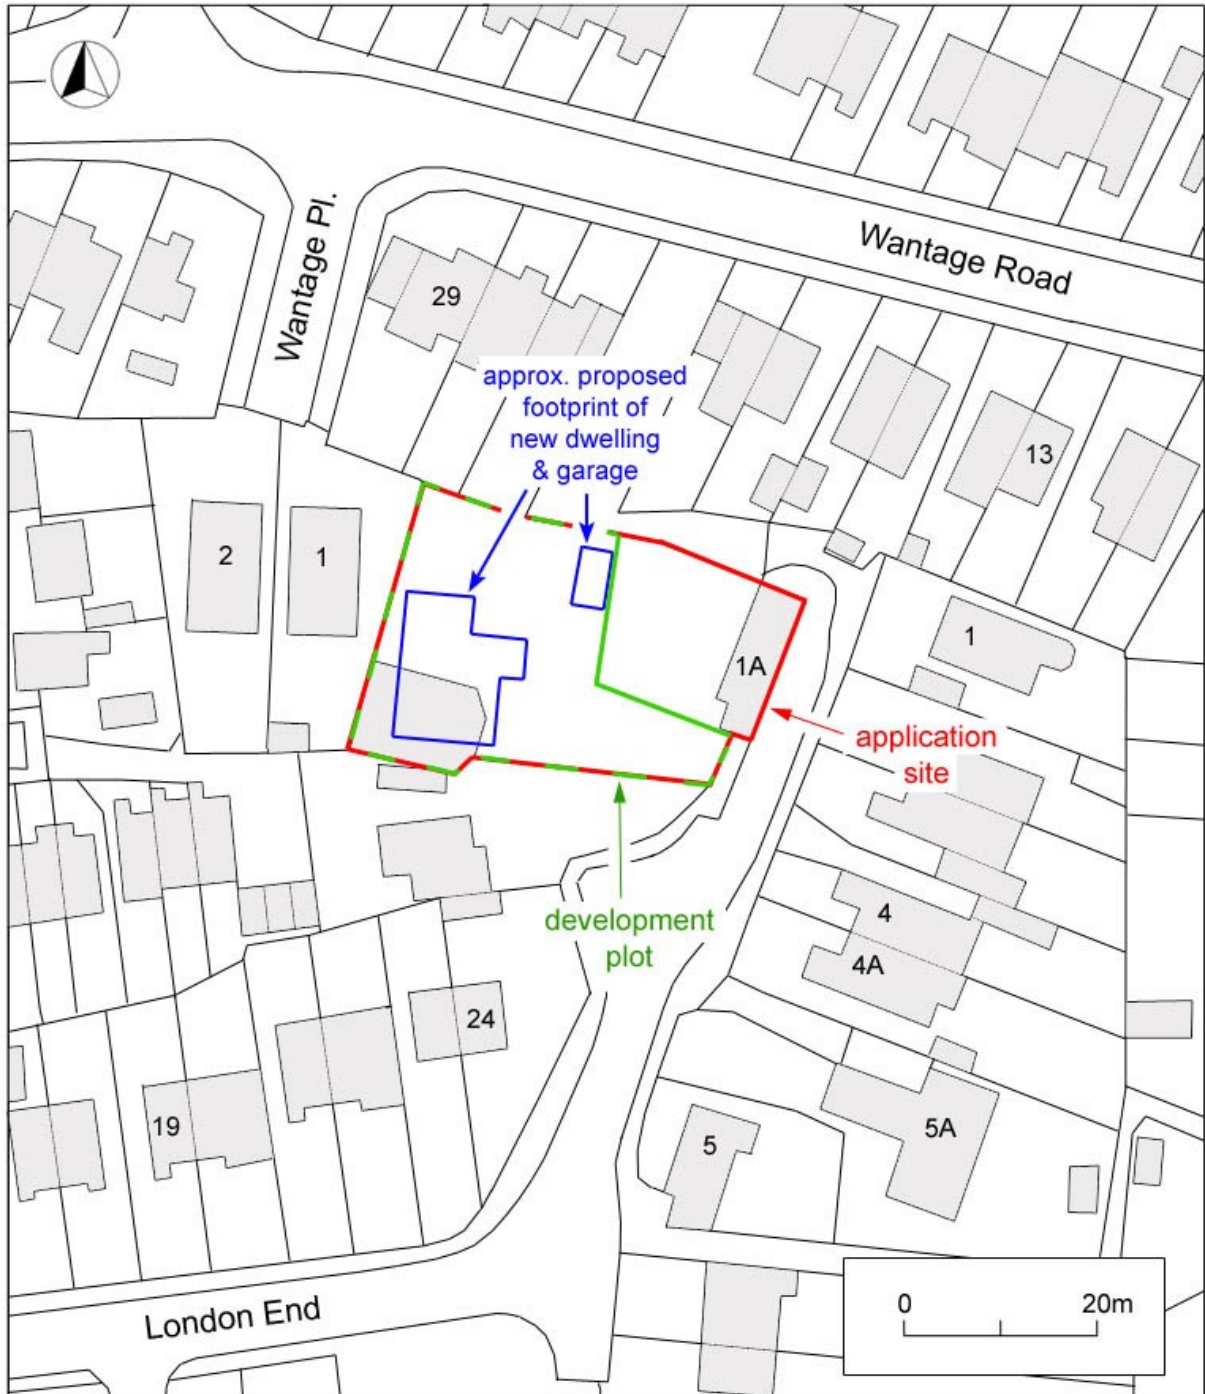 Wantage Road
Wantage Pl.
29
approx. proposed
footprint of
new dwelling
& garage
13
2
1
1
1A
application
site
development
plot
4
4A
24
19
5
5A
London End
0 20m